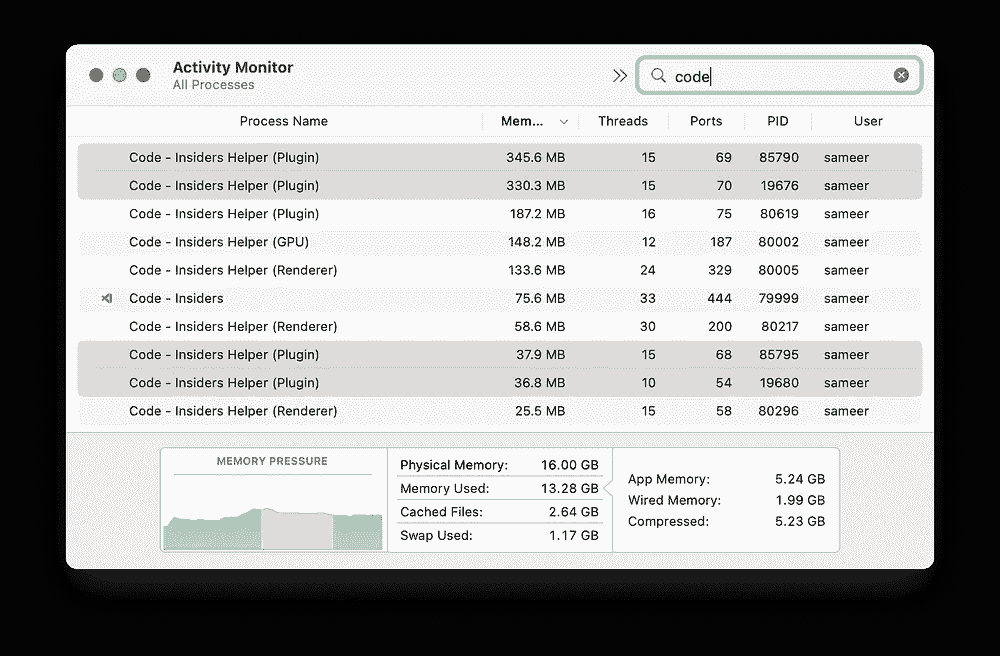 Activity Monitor
All Processes
code
Process Name Mem... Threads Ports PID User
Code - Insiders Helper (Plugin) 345.6 MB 15 69 85790 sameer
Code - Insiders Helper (Plugin) 330.3 MB 15 70 19676 sameer
Code - Insiders Helper (Plugin) 187.2 MB 16 75 80619 sameer
Code - Insiders Helper (GPU) 148.2 MB 12 187 80002 sameer
Code - Insiders Helper (Renderer) 133.6 MB 24 329 80005 sameer
Code - Insiders 75.6 MB 33 444 79999 sameer
Code - Insiders Helper (Renderer) 58.6 MB 30 200 80217 sameer
Code - Insiders Helper (Plugin) 37.9 MB 15 68 85795 sameer
Code - Insiders Helper (Plugin) 36.8 MB 10 54 19680 sameer
Code - Insiders Helper (Renderer) 25.5 MB 15 58 80296 sameer
MEMORY PRESSURE
Physical Memory: 16.00 GB
Memory Used: 13.28 GB
Cached Files: 2.64 GB
Swap Used: 1.17 GB
App Memory: 5.24 GB
Wired Memory: 1.99 GB
Compressed: 5.23 GB